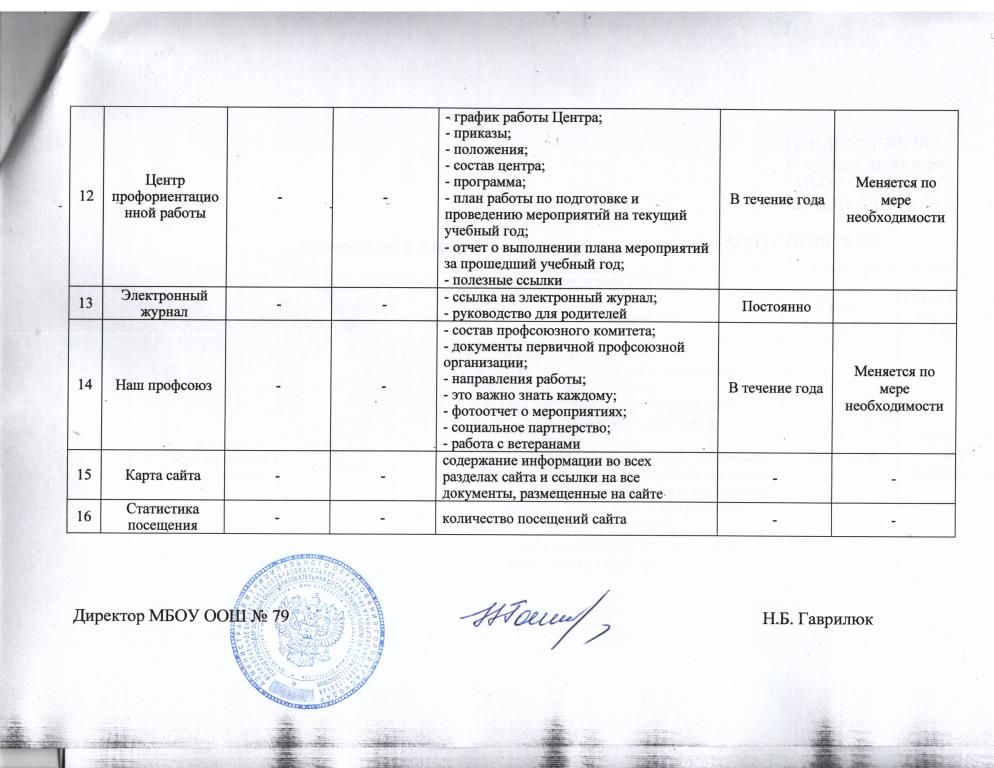 12
Центр
профориентацио
нной работы
-
-
- график работы Центра;
- приказы;
- положения;
- состав центра;
- программа;
- план работы по подготовке и
проведению мероприятий на текущий
учебный год;
- отчет о выполнении плана мероприятий
за прошедший учебный год;
- полезные ссылки
В течение года
Меняется по
мере
необходимости
13
Электронный
журнал
-
-
- ссылка на электронный журнал;
- руководство для родителей
Постоянно
14
Наш профсоюз
-
-
- состав профсоюзного комитета;
- документы первичной профсоюзной
организации;
- направления работы;
- это важно знать каждому;
- фотоотчет о мероприятиях;
- социальное партнерство;
- работа с ветеранами
В течение года
Меняется по
мере
необходимости
15
Карта сайта
-
-
содержание информации во всех
разделах сайта и ссылки на все
документы, размещенные на сайте
-
-
16
Статистика
посещения
-
-
количество посещений сайта
-
-
Директор МБОУ ООШ № 79
Н.Б. Гаврилюк